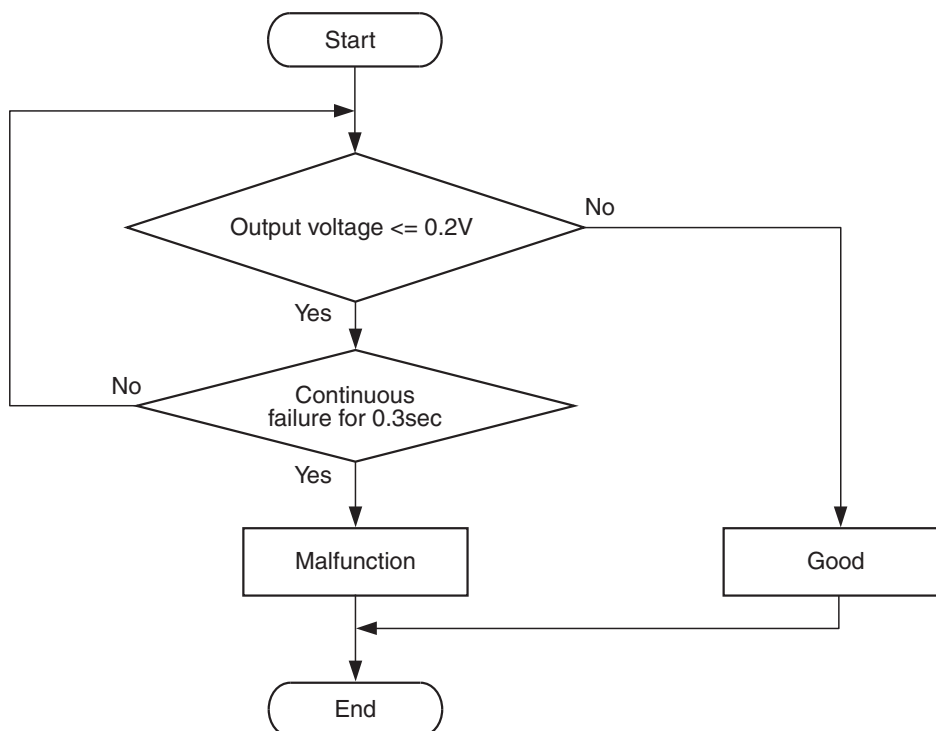 Start
Output voltage <= 0.2V
No
Yes
No
Continuous
failure for 0.3sec
Yes
Malfunction
Good
End